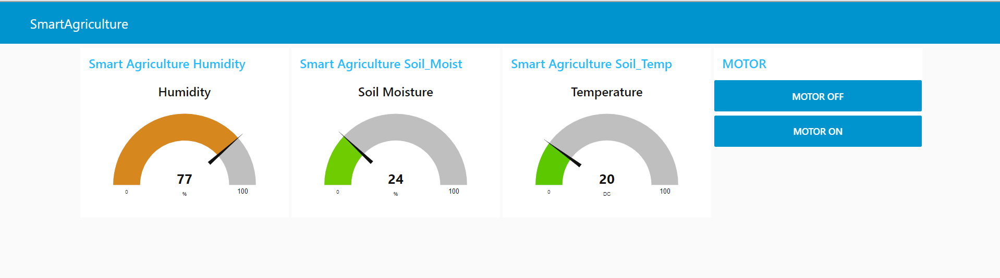 SmartAgriculture
Smart Agriculture Humidity
Humidity
77
%
0
100
Smart Agriculture Soil_Moist
Soil Moisture
24
%
0
100
Smart Agriculture Soil_Temp
Temperature
20
DC
0
100
MOTOR
MOTOR OFF
MOTOR ON